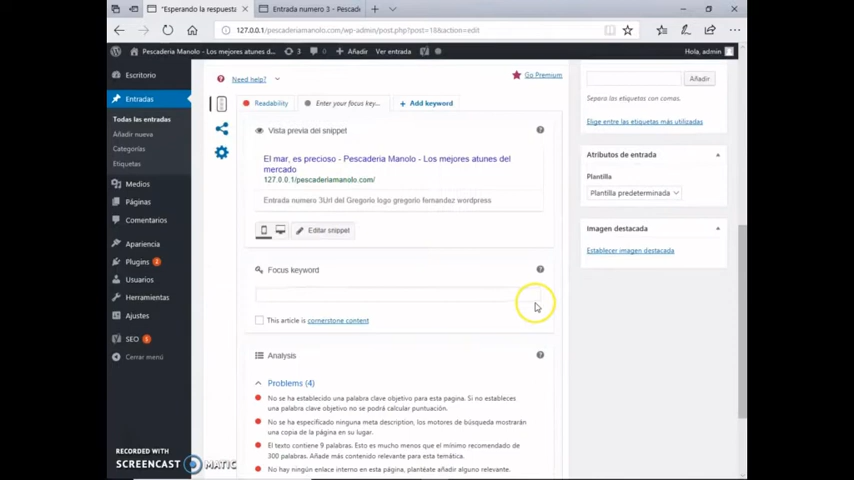 "Esperando la respuesta
Entrada numero 3 - Pescade
127.0.0.1/pescaderiamanolo.com/wp-admin/post.php?post=18&action=edit
Pescaderia Manolo - Los mejores atunes d...
3
0
Añadir
Ver entrada
Hola, admin
Escritorio
Entradas
Todas las entradas
Añadir nueva
Categorías
Etiquetas
Medios
Páginas
Comentarios
Apariencia
Plugins 2
Usuarios
Herramientas
Ajustes
SEO 1
Cerrar menú
Need help?
Go Premium
Readability
Enter your focus key...
+ Add keyword
Vista previa del snippet
El mar, es precioso - Pescaderia Manolo - Los mejores atunes del
mercado
127.0.0.1/pescaderiamanolo.com/
Entrada numero 3Url del Gregorio logo gregorio fernandez wordpress
Editar snippet
Focus keyword
This article is cornerstone content
Analysis
Problems (4)
No se ha establecido una palabra clave objetivo para esta pagina. Si no estableces
una palabra clave objetivo no se podrá calcular puntuación.
No se ha especificado ninguna meta description, los motores de búsqueda mostrarán
una copia de la página en su lugar.
El texto contiene 9 palabras. Esto es mucho menos que el mínimo recomendado de
300 palabras. Añade más contenido relevante para esta temática.
No hay ningún enlace interno en esta página, plantéate añadir alguno relevante.
Añadir
Separa las etiquetas con comas.
Elige entre las etiquetas más utilizadas
Atributos de entrada
Plantilla
Plantilla predeterminada
Imagen destacada
Establecer imagen destacada
RECORDED WITH
SCREENCAST MATIC